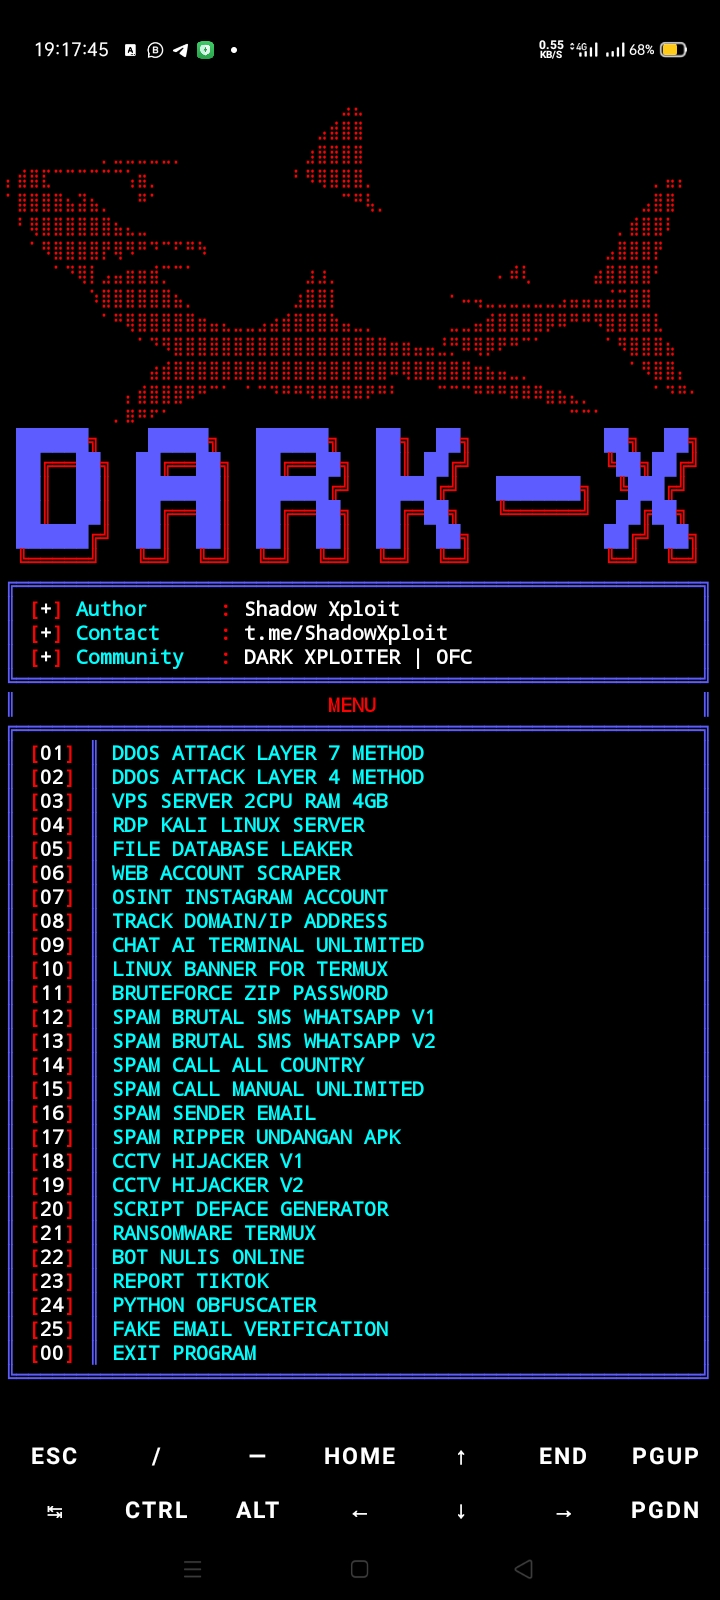 19:17:45 0.55 KB/S 4G 68%
DARK-X
[+] Author : Shadow Xploit
[+] Contact : t.me/ShadowXploit
[+] Community : DARK XPLOITER | OFC
MENU
[01] DDOS ATTACK LAYER 7 METHOD
[02] DDOS ATTACK LAYER 4 METHOD
[03] VPS SERVER 2CPU RAM 4GB
[04] RDP KALI LINUX SERVER
[05] FILE DATABASE LEAKER
[06] WEB ACCOUNT SCRAPER
[07] OSINT INSTAGRAM ACCOUNT
[08] TRACK DOMAIN/IP ADDRESS
[09] CHAT AI TERMINAL UNLIMITED
[10] LINUX BANNER FOR TERMUX
[11] BRUTEFORCE ZIP PASSWORD
[12] SPAM BRUTAL SMS WHATSAPP V1
[13] SPAM BRUTAL SMS WHATSAPP V2
[14] SPAM CALL ALL COUNTRY
[15] SPAM CALL MANUAL UNLIMITED
[16] SPAM SENDER EMAIL
[17] SPAM RIPPER UNDANGAN APK
[18] CCTV HIJACKER V1
[19] CCTV HIJACKER V2
[20] SCRIPT DEFACE GENERATOR
[21] RANSOMWARE TERMUX
[22] BOT NULIS ONLINE
[23] REPORT TIKTOK
[24] PYTHON OBFUSCATER
[25] FAKE EMAIL VERIFICATION
[00] EXIT PROGRAM
ESC / — HOME ↑ END PGUP
↹ CTRL ALT ← ↓ → PGDN